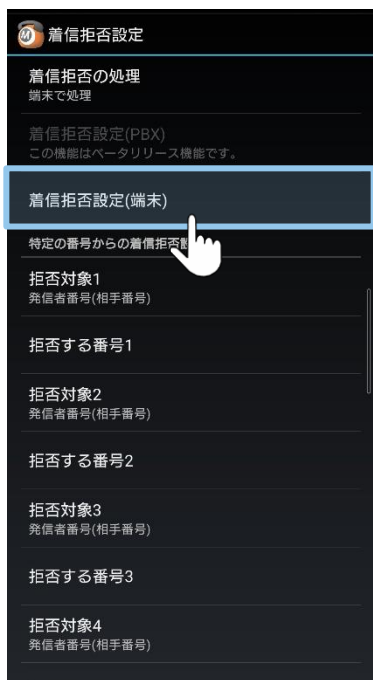 着信拒否設定
着信拒否の処理
端末で処理
着信拒否設定(PBX)
この機能はベータリリース機能です。
着信拒否設定(端末)
特定の番号からの着信拒否
拒否対象1
発信者番号(相手番号)
拒否する番号1
拒否対象2
発信者番号(相手番号)
拒否する番号2
拒否対象3
発信者番号(相手番号)
拒否する番号3
拒否対象4
発信者番号(相手番号)